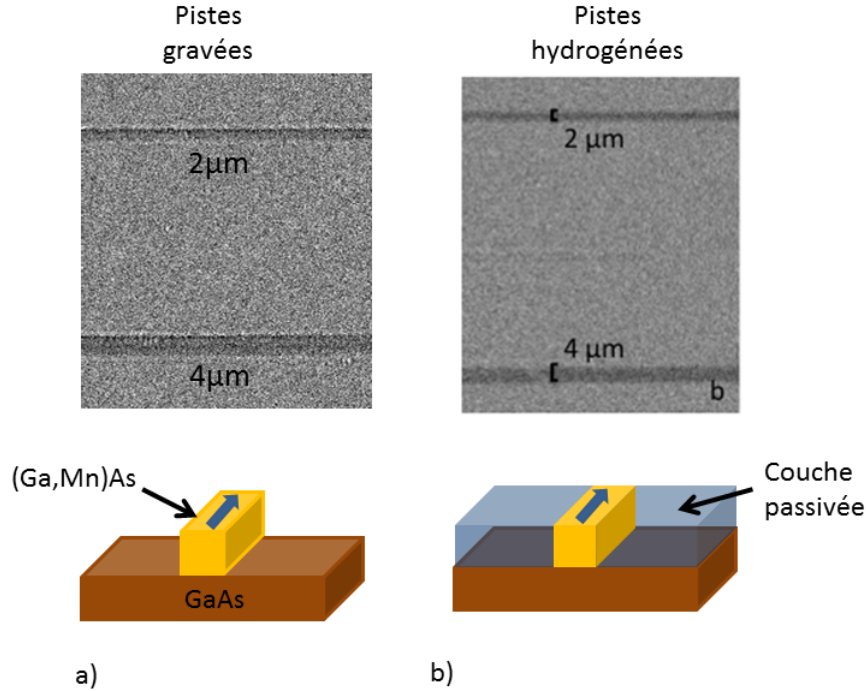 Pistes
gravées
Pistes
hydrogénées
2μm
4μm
2 μm
4 μm
b
(Ga,Mn)As
GaAs
Couche
passivée
a)
b)